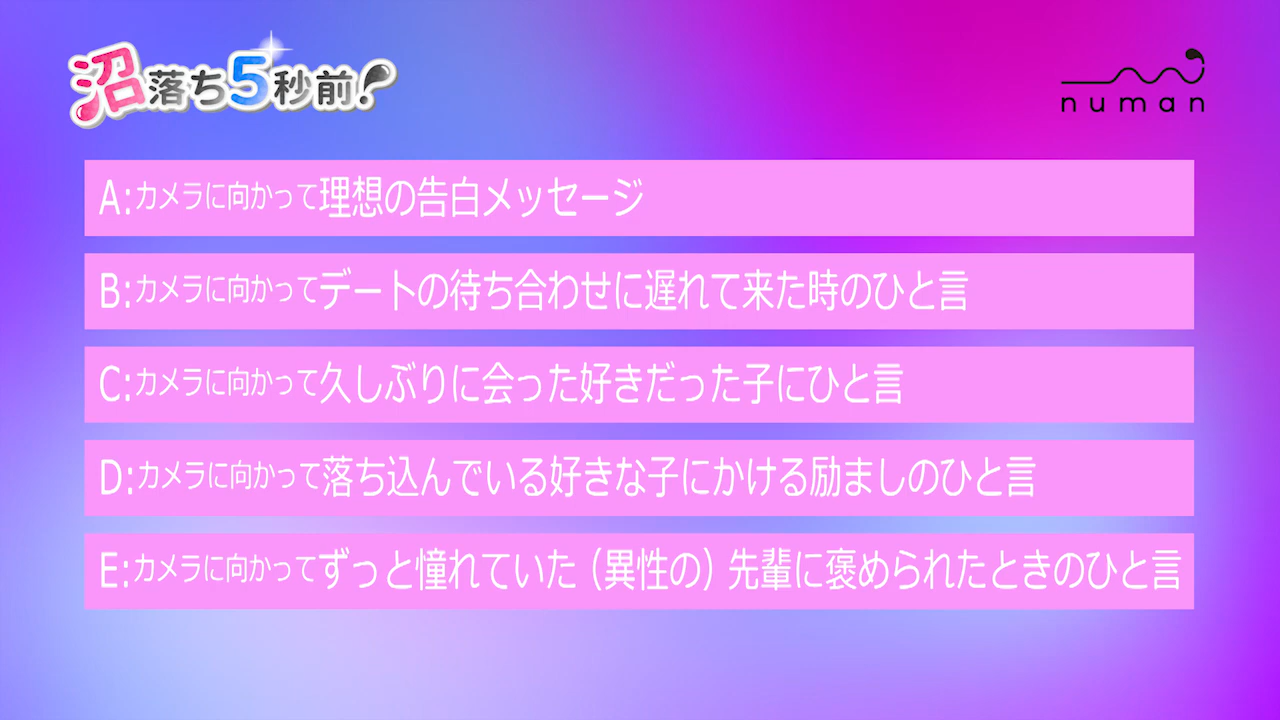 沼落ち5秒前!
numan
A:カメラに向かって理想の告白メッセージ
B:カメラに向かってデートの待ち合わせに遅れて来た時のひと言
C:カメラに向かって久しぶりに会った好きだった子にひと言
D:カメラに向かって落ち込んでいる好きな子にかける励ましのひと言
E:カメラに向かってずっと憧れていた（異性の）先輩に褒められたときのひと言